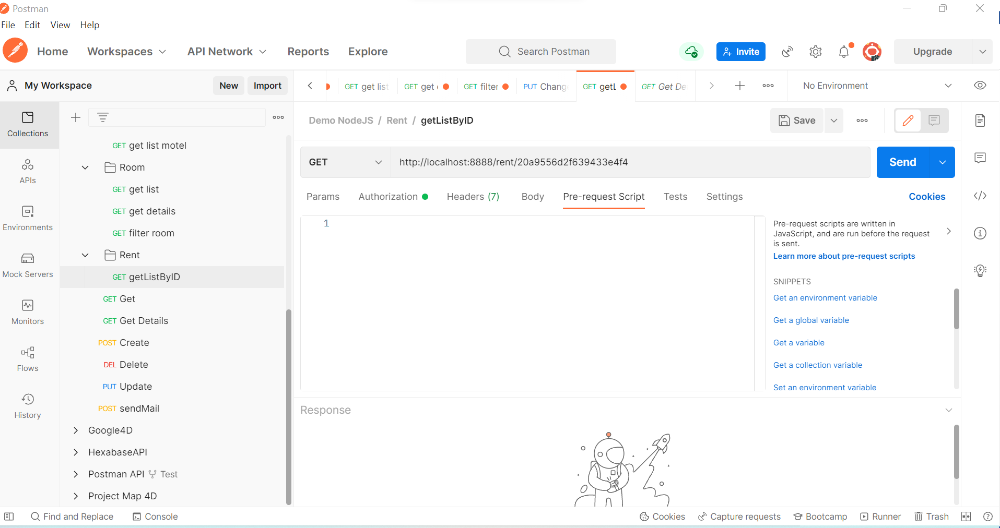 Postman
File Edit View Help
Home Workspaces API Network Reports Explore Search Postman Invite Upgrade
My Workspace New Import
GET get list GET get GET filter PUT Chang GET getL GET Get De No Environment
Collections
APIs
Environments
Mock Servers
Monitors
Flows
History
GET get list motel
Room
GET get list
GET get details
GET filter room
Rent
GET getListByID
GET Get
GET Get Details
POST Create
DEL Delete
PUT Update
POST sendMail
Google4D
HexabaseAPI
Postman API Test
Project Map 4D
Demo NodeJS / Rent / getListByID Save
GET http://localhost:8888/rent/20a9556d2f639433e4f4 Send
Params Authorization Headers (7) Body Pre-request Script Tests Settings Cookies
1
Pre-request scripts are written in
JavaScript, and are run before the request
is sent.
Learn more about pre-request scripts
SNIPPETS
Get an environment variable
Get a global variable
Get a variable
Get a collection variable
Set an environment variable
Response
Find and Replace Console Cookies Capture requests Bootcamp Runner Trash